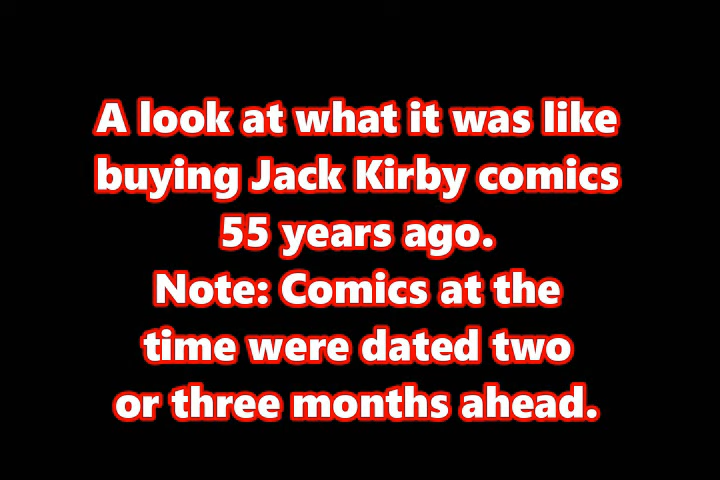 A look at what it was like
buying Jack Kirby comics
55 years ago.
Note: Comics at the
time were dated two
or three months ahead.